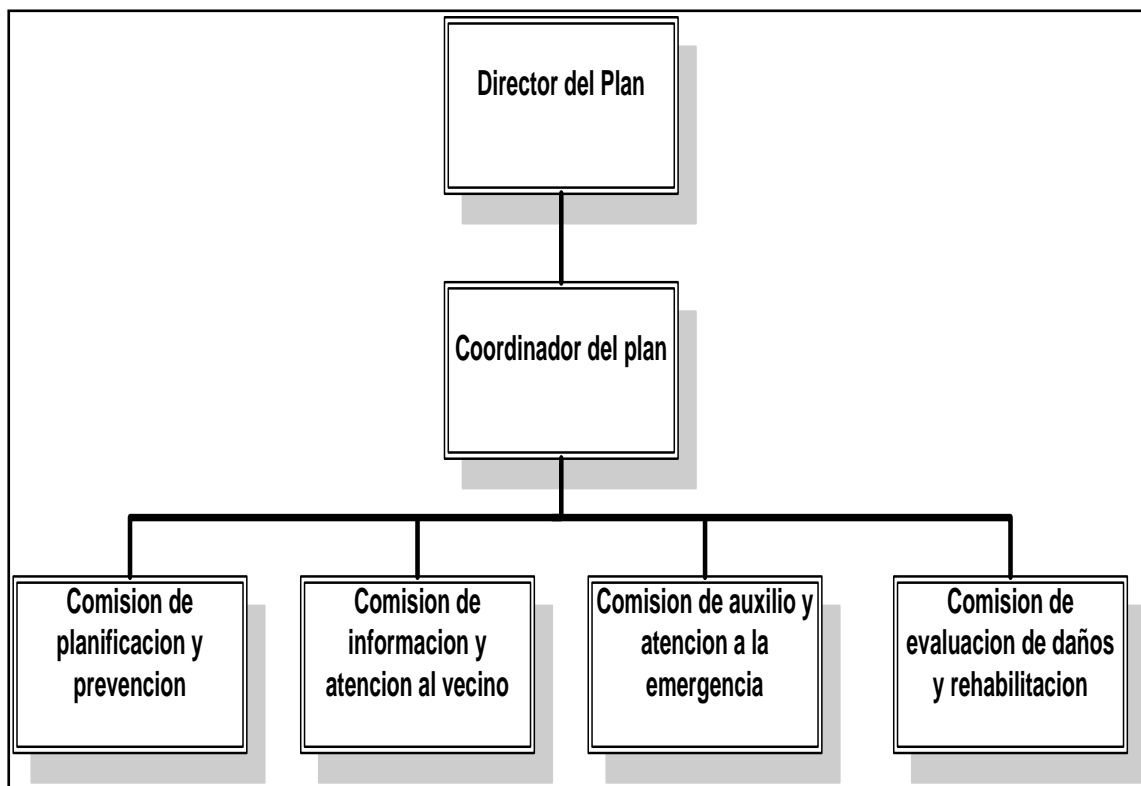 Director del Plan
Coordinador del plan
Comision de
planificacion y
prevencion
Comision de
informacion y
atencion al vecino
Comision de auxilio y
atencion a la
emergencia
Comision de
evaluacion de daños
y rehabilitacion